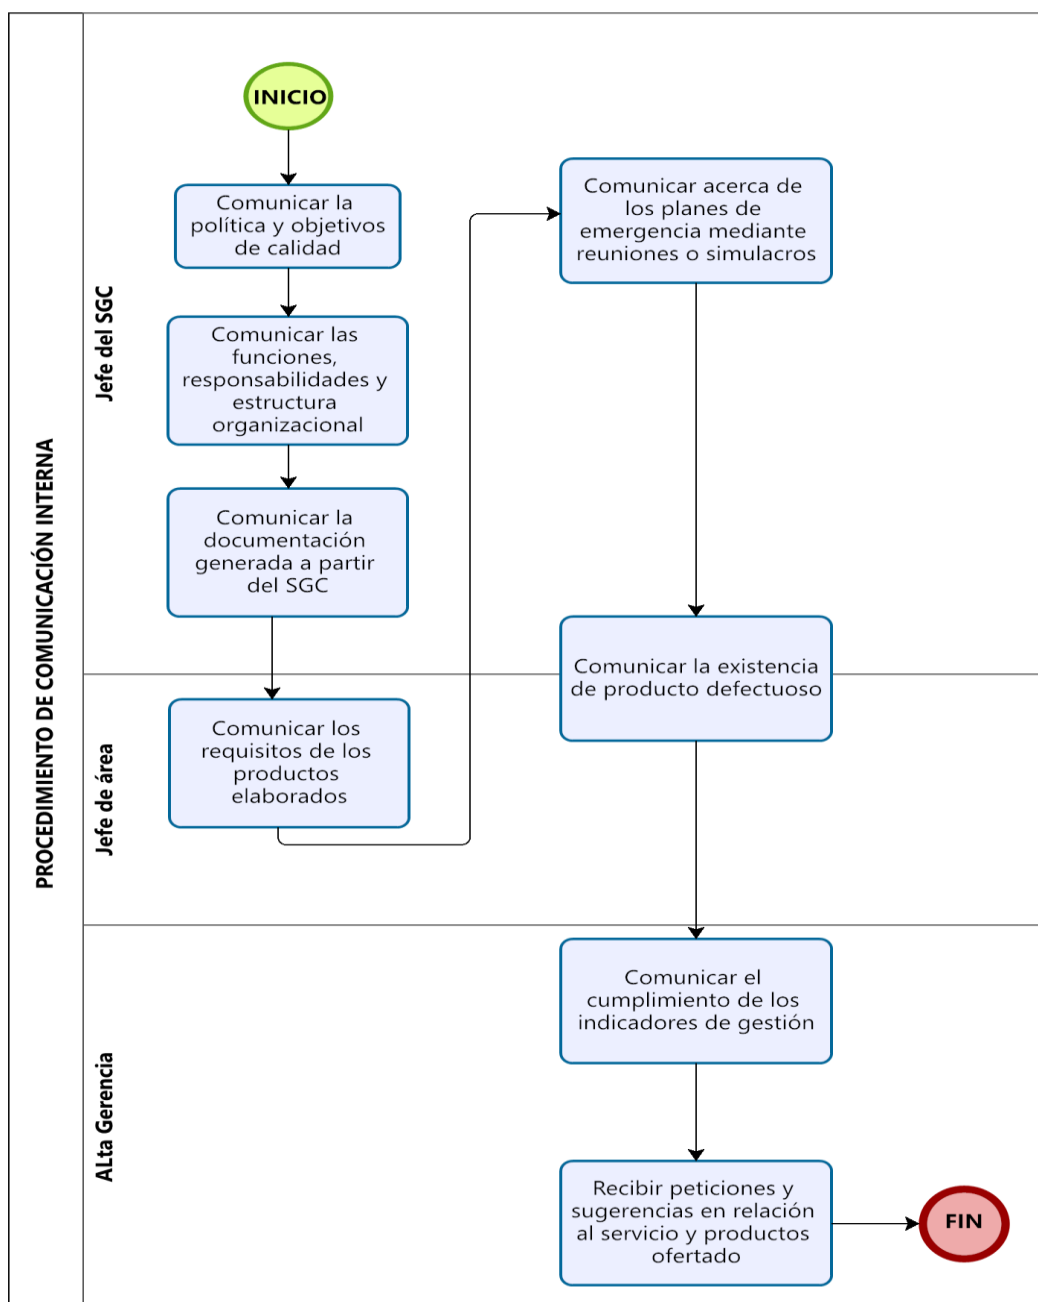 PROCEDIMIENTO DE COMUNICACIÓN INTERNA
Jefe del SGC
INICIO
Comunicar la
política y objetivos
de calidad
Comunicar las
funciones,
responsabilidades y
estructura
organizacional
Comunicar la
documentación
generada a partir
del SGC
Jefe de área
Comunicar los
requisitos de los
productos
elaborados
Comunicar acerca de
los planes de
emergencia mediante
reuniones o simulacros
Comunicar la existencia
de producto defectuoso
ALta Gerencia
Comunicar el
cumplimiento de los
indicadores de gestión
Recibir peticiones y
sugerencias en relación
al servicio y productos
ofertado
FIN